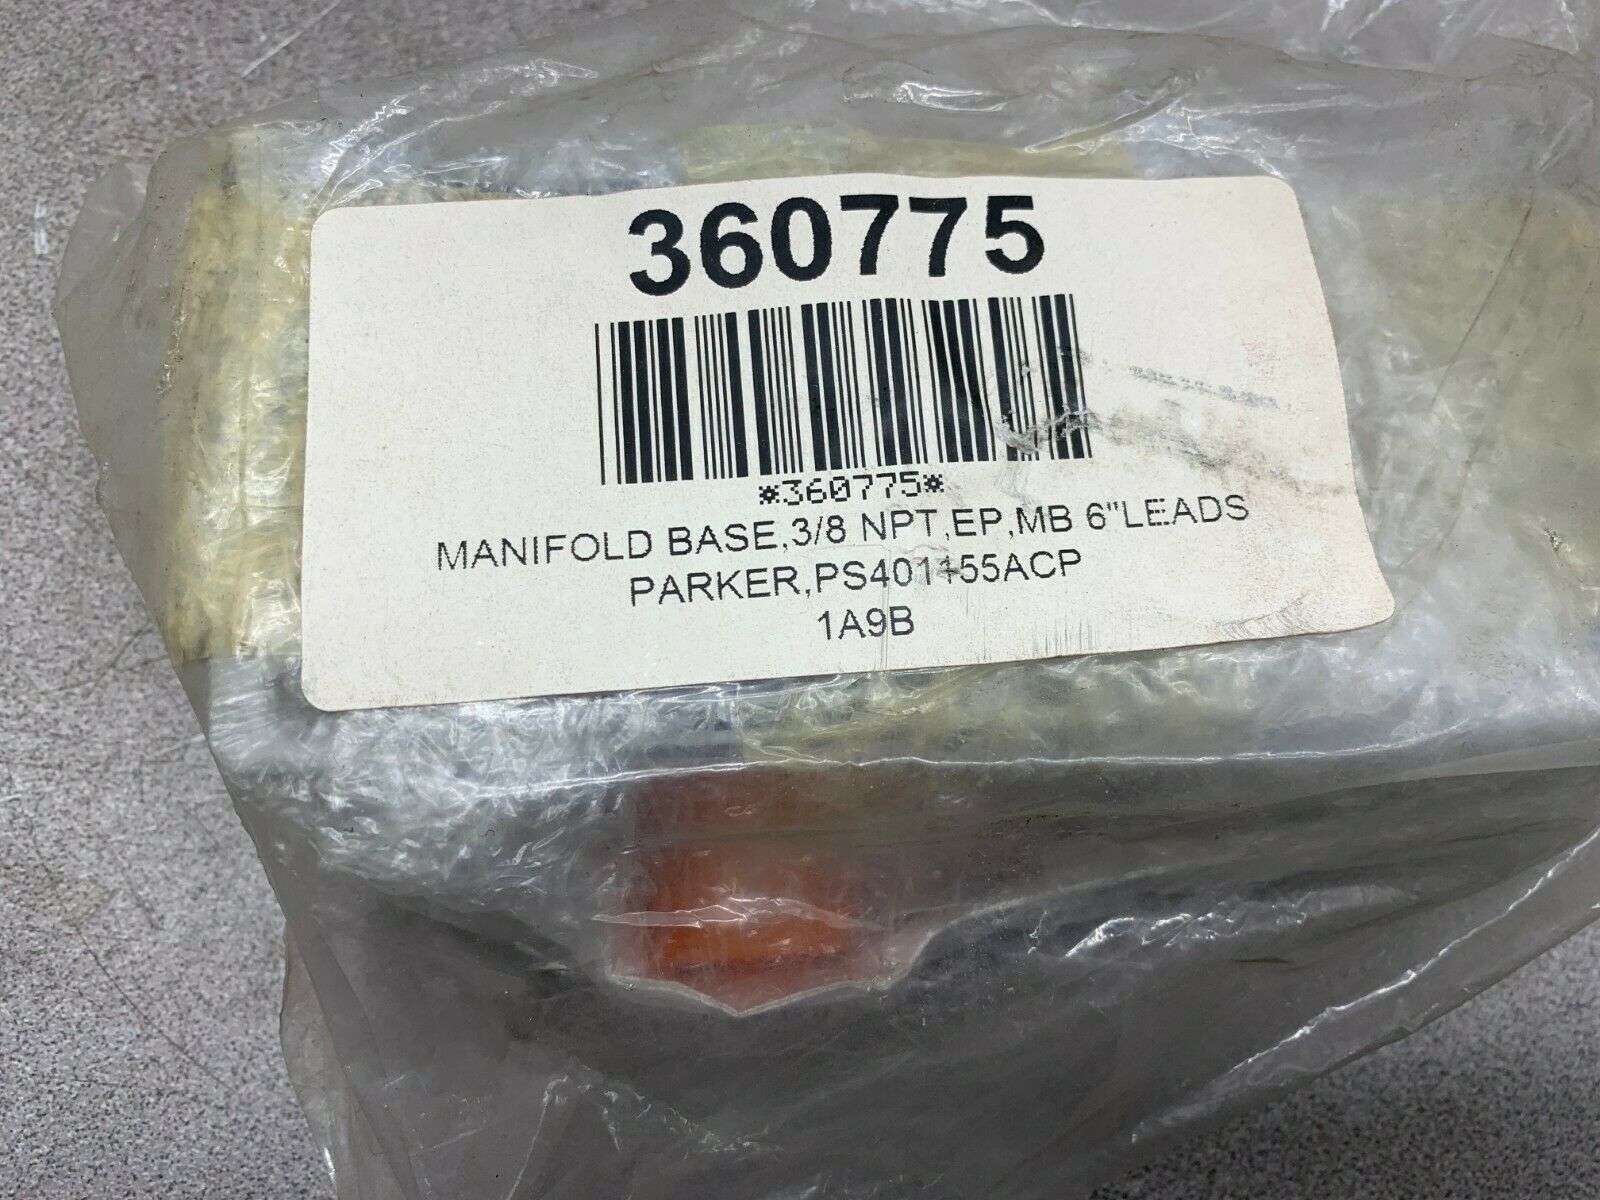 360775
*360775*
MANIFOLD BASE,3/8 NPT,EP,MB 6"LEADS
PARKER,PS401155ACP
1A9B